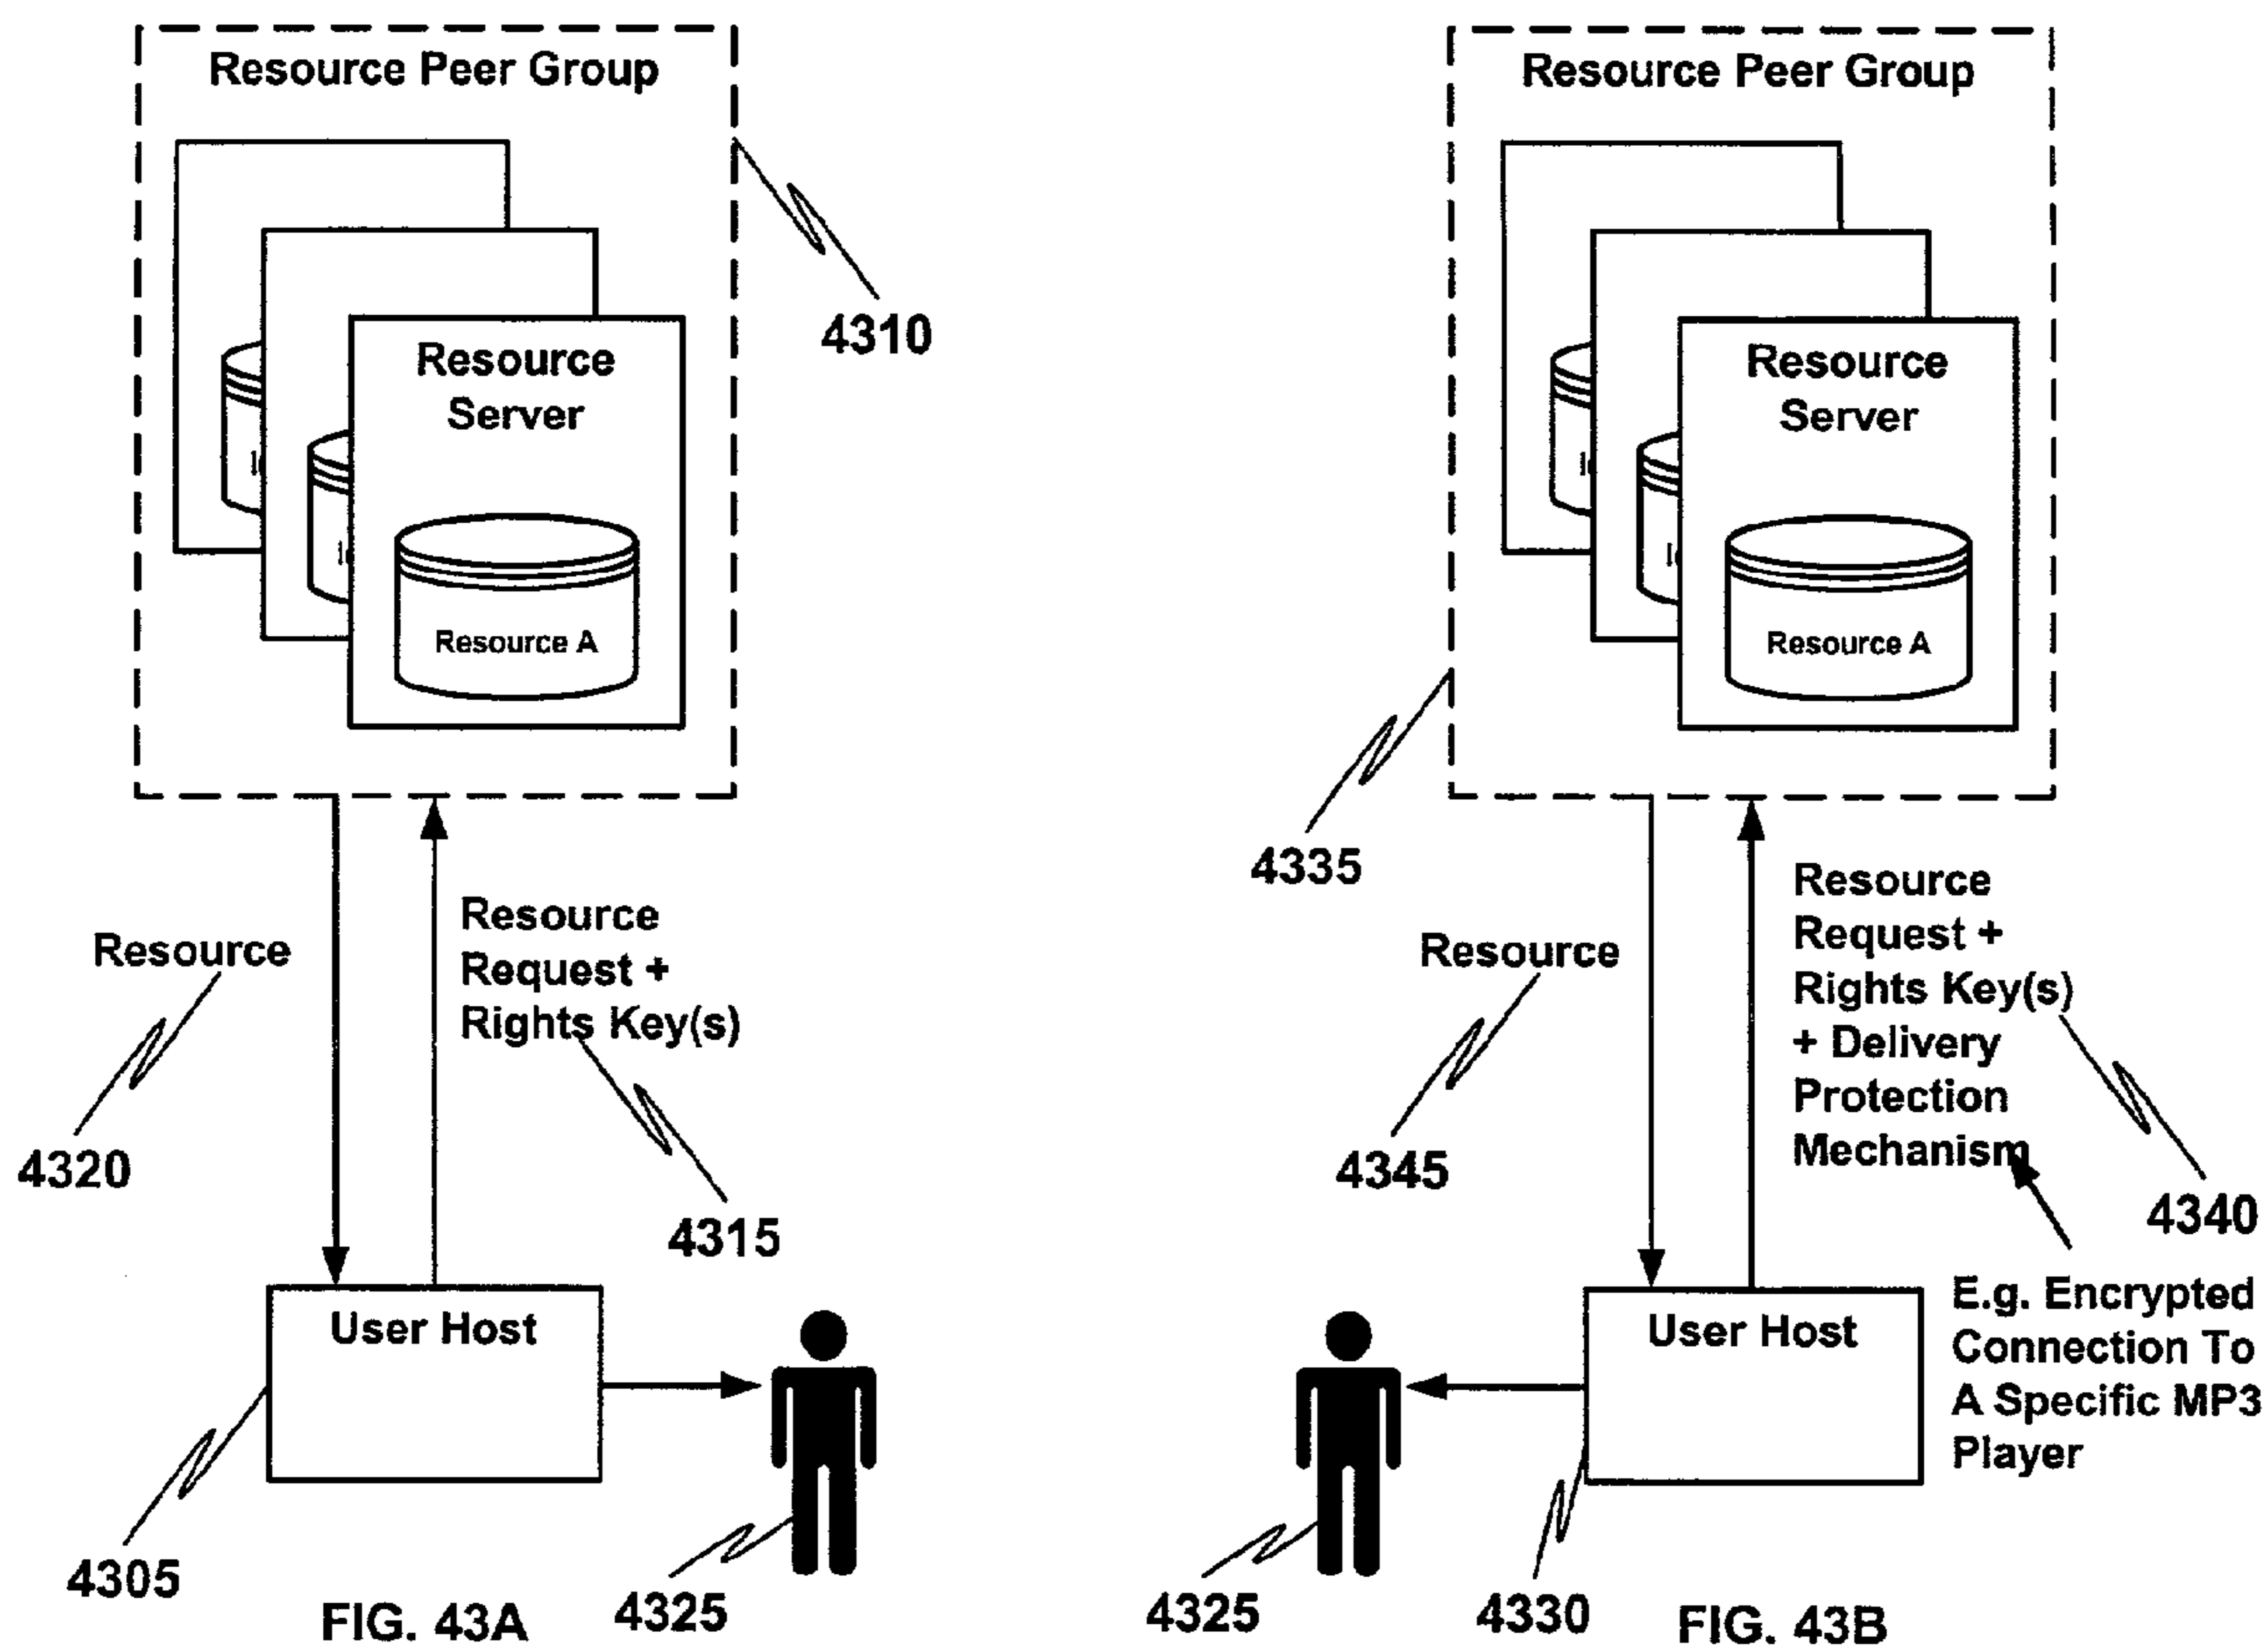 Resource Peer Group
Resource
Server
Resource A
4310
Resource
Resource
Request +
Rights Key(s)
4320
4315
User Host
4305
4325
FIG. 43A
Resource Peer Group
Resource
Server
Resource A
4335
Resource
Resource
Request +
Rights Key(s)
+ Delivery
Protection
Mechanism
4345
4340
User Host
E.g. Encrypted
Connection To
A Specific MP3
Player
4325
4330
FIG. 43B